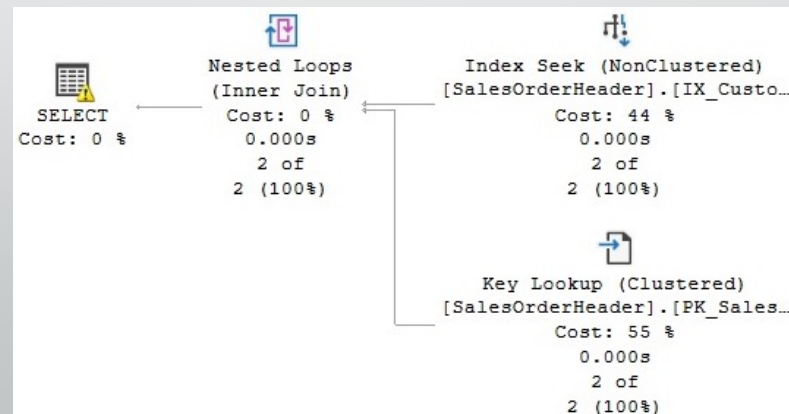 SELECT
Cost: 0 %
Nested Loops
(Inner Join)
Cost: 0 %
0.000s
2 of
2 (100%)
Index Seek (NonClustered)
[SalesOrderHeader].[IX_Custo…
Cost: 44 %
0.000s
2 of
2 (100%)
Key Lookup (Clustered)
[SalesOrderHeader].[PK_Sales…
Cost: 55 %
0.000s
2 of
2 (100%)